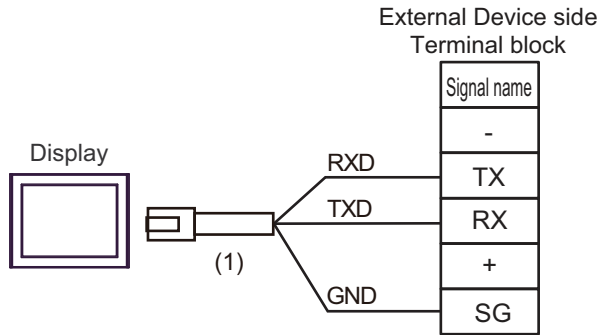 External Device side
Terminal block
Signal name
-
Display
RXD
TX
TXD
RX
(1)
+
GND
SG